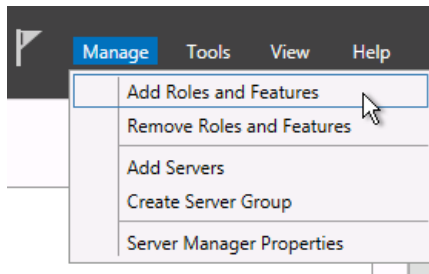 Manage Tools View Help
Add Roles and Features
Remove Roles and Features
Add Servers
Create Server Group
Server Manager Properties